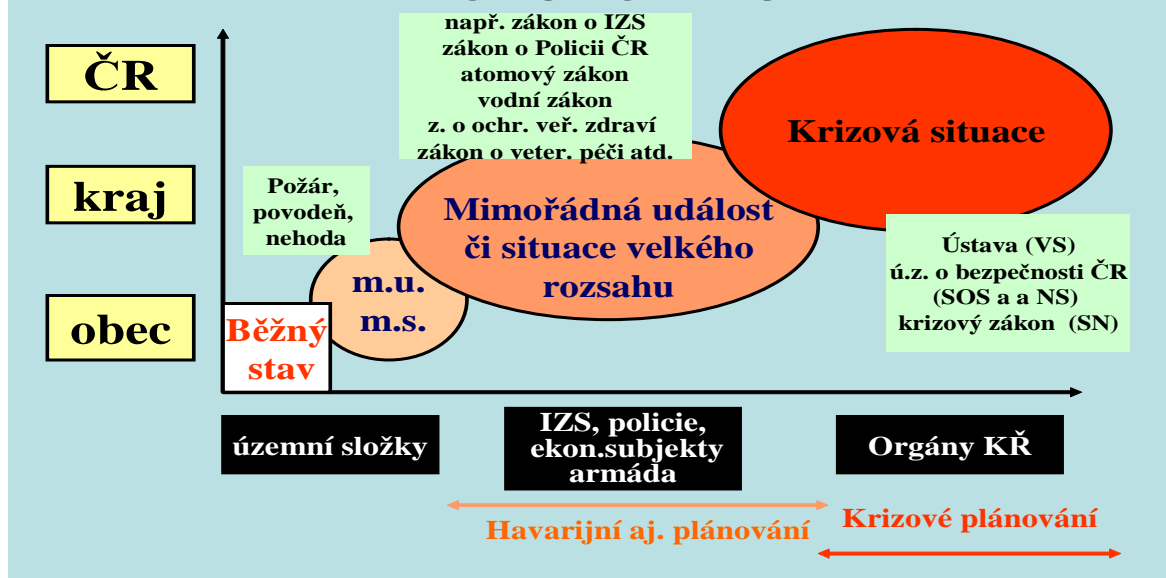 např. zákon o IZS
zákon o Policii ČR
atomový zákon
vodní zákon
z. o ochr. veř. zdraví
zákon o veter. péči atd.
ČR
Krizová situace
kraj
Požár,
povodeň,
nehoda
Mimořádná událost
či situace velkého
rozsahu
Ústava (VS)
ú.z. o bezpečnosti ČR
(SOS a a NS)
krizový zákon (SN)
m.u.
m.s.
obec
Běžný
stav
územní složky
IZS, policie,
ekon.subjekty
armáda
Orgány KŘ
Havarijní aj. plánování
Krizové plánování